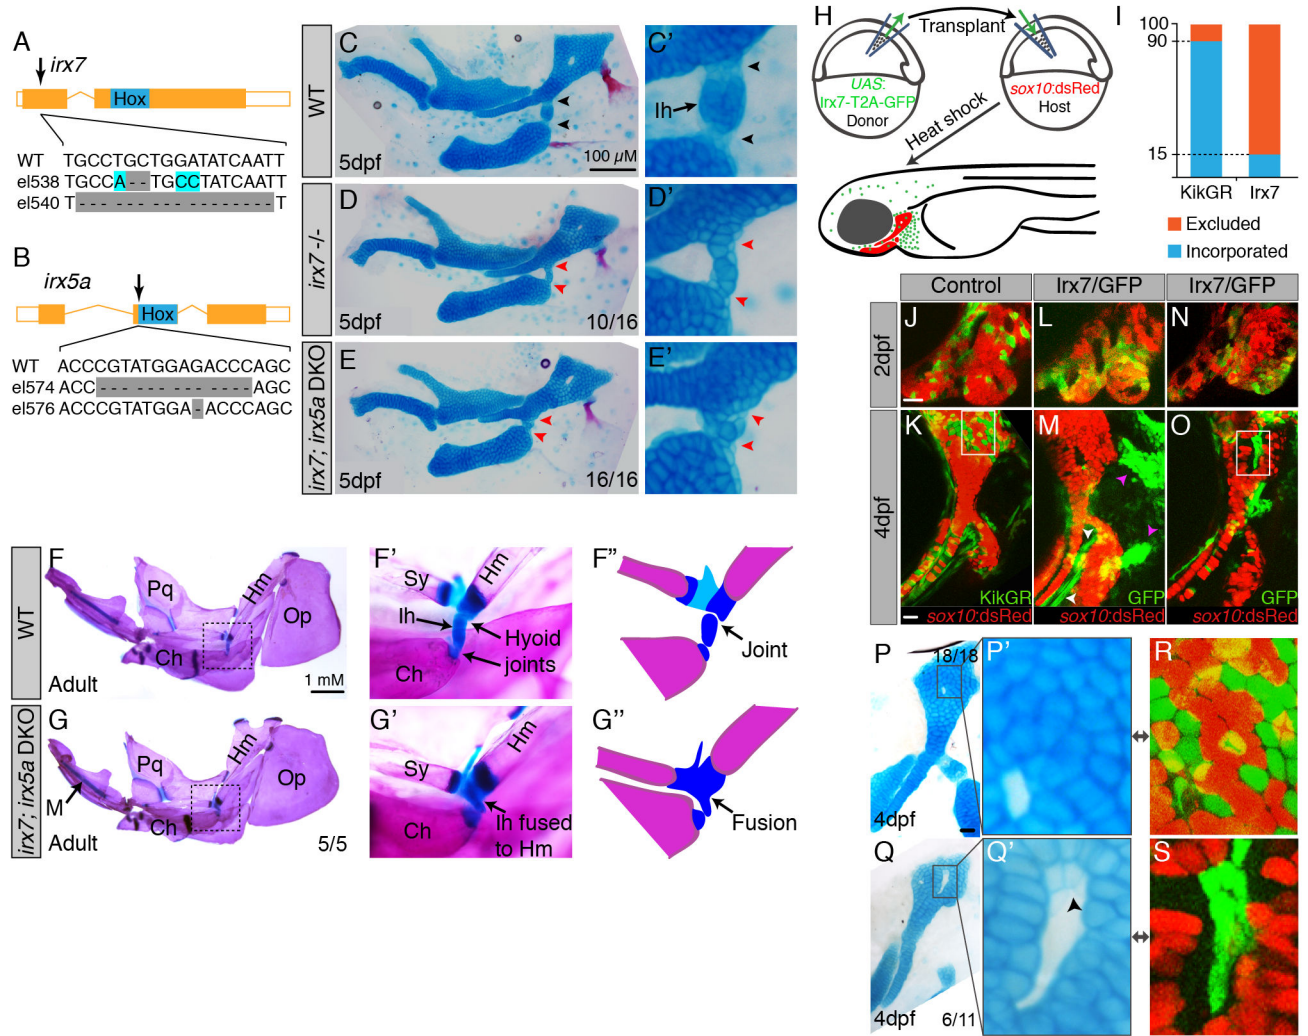 A
irx7
Hox
WT TGCCTGCTGGATATCAATT
el538 TGCCA--TGCCTATCAATT
el540 T-----------------T
B
irx5a
Hox
WT ACCCGTATGGAGACCCAGC
el574 ACC-------------AGC
el576 ACCCGTATGGA-ACCCAGC
WT
C
5dpf
100 µM
C'
Ih
irx7 -/-
D
5dpf
10/16
D'
irx7; irx5a DKO
E
5dpf
16/16
E'
WT
F
Pq
Hm
Op
Ch
Adult
1 mM
F'
Sy
Hm
Ih
Ch
Hyoid
joints
F"
Joint
irx7; irx5a DKO
G
Pq
Hm
Op
M
Ch
Adult
5/5
G'
Sy
Hm
Ch
Ih fused
to Hm
G"
Fusion
H
Transplant
UAS:
Irx7-T2A-GFP
Donor
sox10:dsRed
Host
Heat shock
I
100
90
15
KikGR Irx7
Excluded
Incorporated
Control
Irx7/GFP
Irx7/GFP
2dpf
J
L
N
4dpf
K
KikGR
sox10:dsRed
M
GFP
sox10:dsRed
O
GFP
sox10:dsRed
P
18/18
4dpf
P'
R
Q
4dpf
6/11
Q'
S